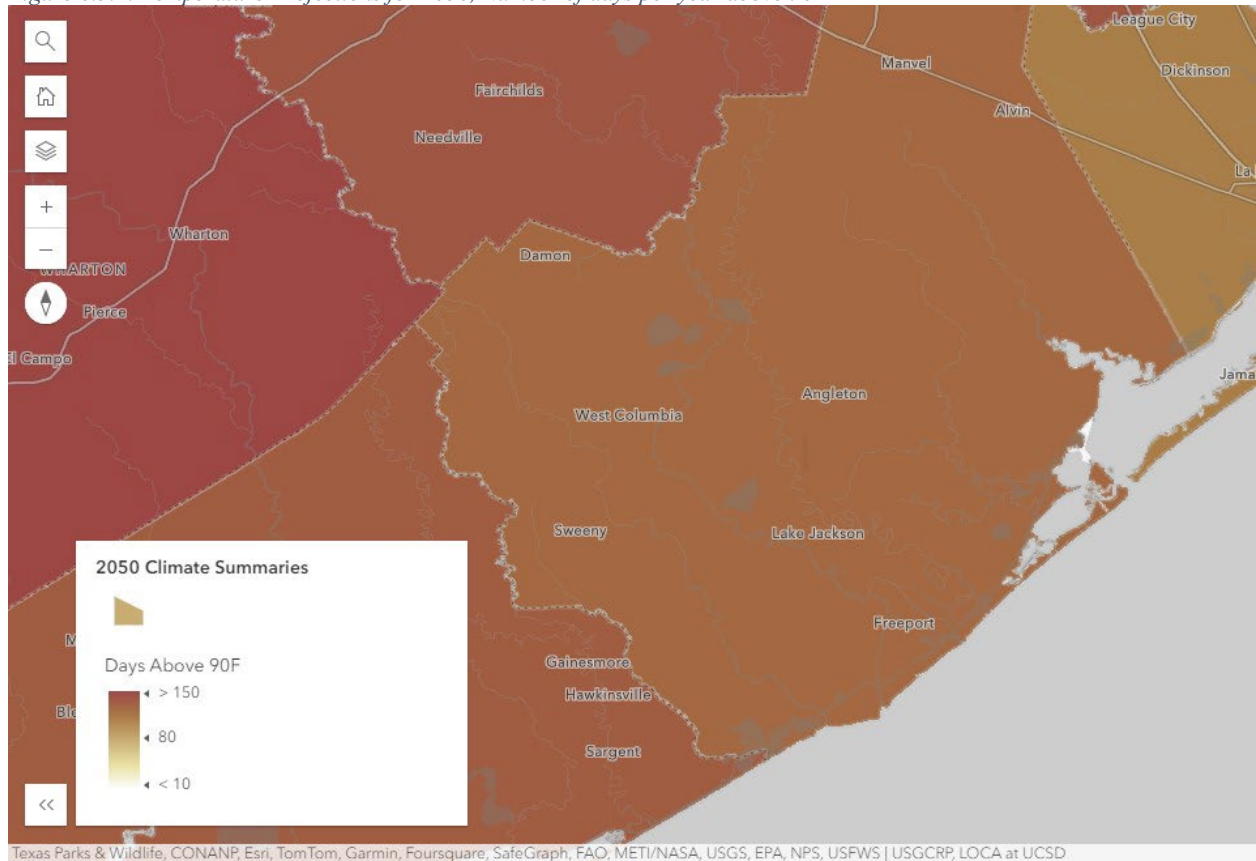 League City
Manvel
Dickinson
Fairchilds
Alvin
Needville
Wharton
Damon
WHARTON
Pierce
El Campo
Angleton
West Columbia
Sweeny
Lake Jackson
Freeport
Gainesmore
Hawkinsville
Sargent
+
−
2050 Climate Summaries
Days Above 90F
> 150
80
< 10
<<
Texas Parks & Wildlife, CONANP, Esri, TomTom, Garmin, Foursquare, SafeGraph, FAO, METI/NASA, USGS, EPA, NPS, USFWS | USGCRP, LOCA at UCSD